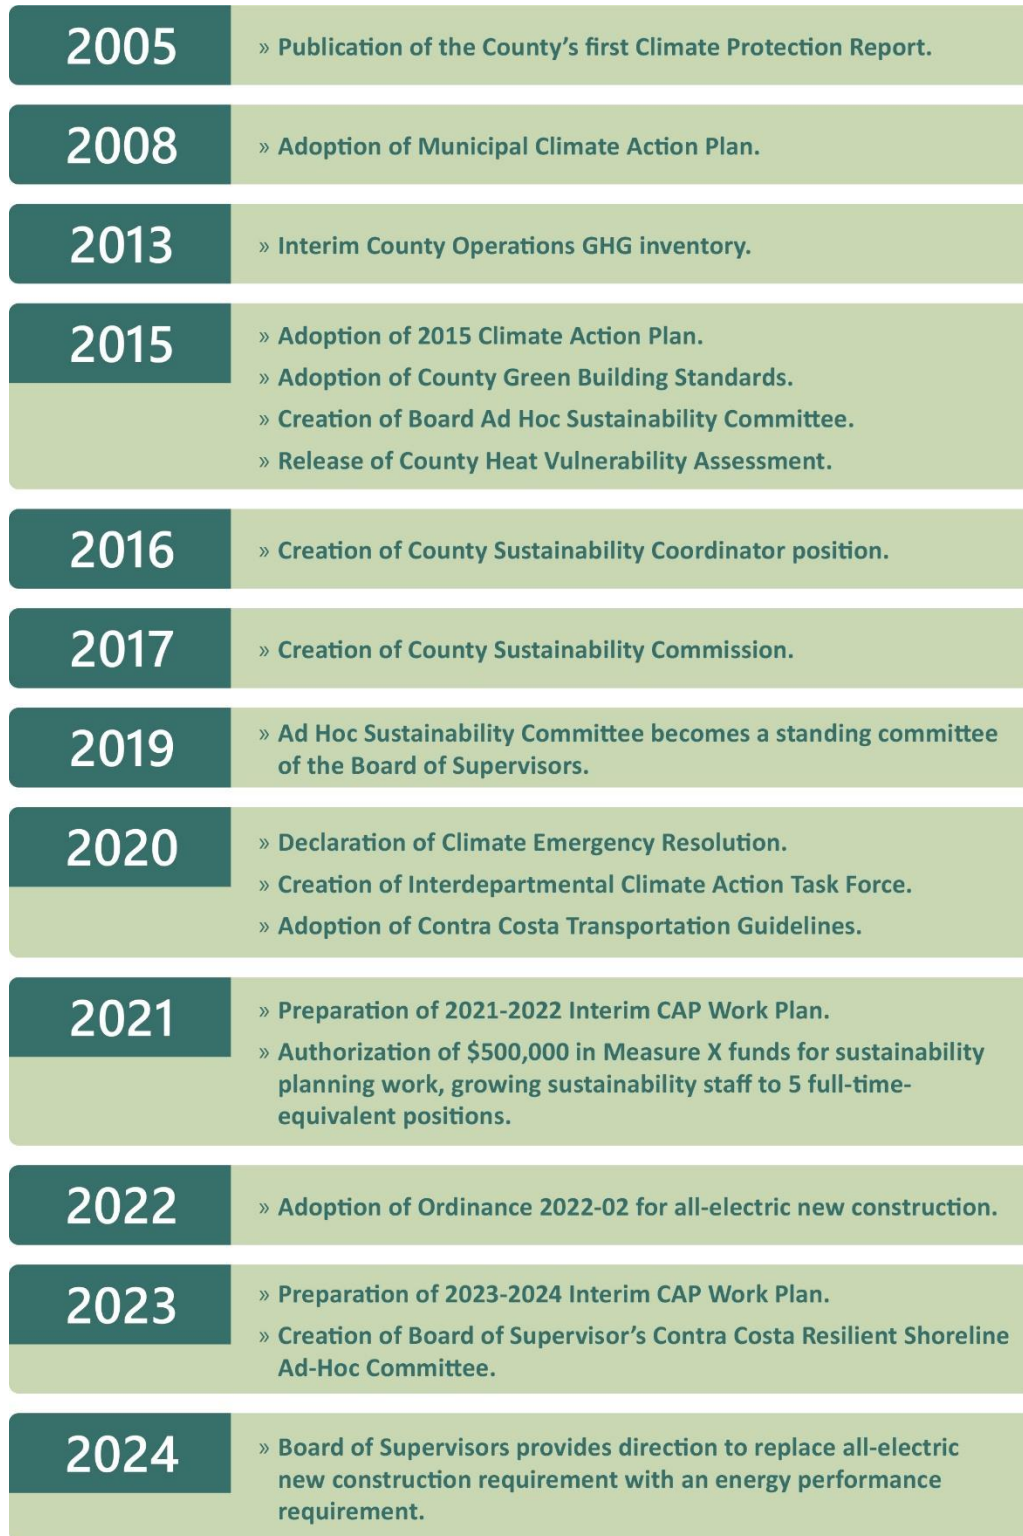 2005
» Publication of the County’s first Climate Protection Report.
2008
» Adoption of Municipal Climate Action Plan.
2013
» Interim County Operations GHG inventory.
2015
» Adoption of 2015 Climate Action Plan.
» Adoption of County Green Building Standards.
» Creation of Board Ad Hoc Sustainability Committee.
» Release of County Heat Vulnerability Assessment.
2016
» Creation of County Sustainability Coordinator position.
2017
» Creation of County Sustainability Commission.
2019
» Ad Hoc Sustainability Committee becomes a standing committee
of the Board of Supervisors.
2020
» Declaration of Climate Emergency Resolution.
» Creation of Interdepartmental Climate Action Task Force.
» Adoption of Contra Costa Transportation Guidelines.
2021
» Preparation of 2021-2022 Interim CAP Work Plan.
» Authorization of $500,000 in Measure X funds for sustainability
planning work, growing sustainability staff to 5 full-time-
equivalent positions.
2022
» Adoption of Ordinance 2022-02 for all-electric new construction.
2023
» Preparation of 2023-2024 Interim CAP Work Plan.
» Creation of Board of Supervisor’s Contra Costa Resilient Shoreline
Ad-Hoc Committee.
2024
» Board of Supervisors provides direction to replace all-electric
new construction requirement with an energy performance
requirement.